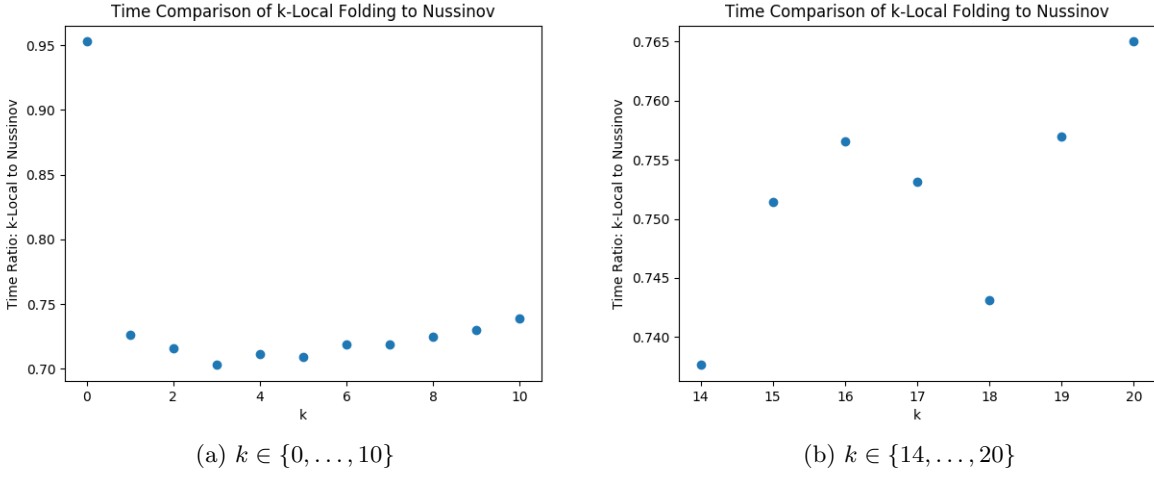 Time Comparison of k-Local Folding to Nussinov
Time Ratio: k-Local to Nussinov
0.95
0.90
0.85
0.80
0.75
0.70
0 2 4 6 8 10
k
(a) k ∈ {0, . . . , 10}
Time Comparison of k-Local Folding to Nussinov
Time Ratio: k-Local to Nussinov
0.765
0.760
0.755
0.750
0.745
0.740
14 15 16 17 18 19 20
k
(b) k ∈ {14, . . . , 20}